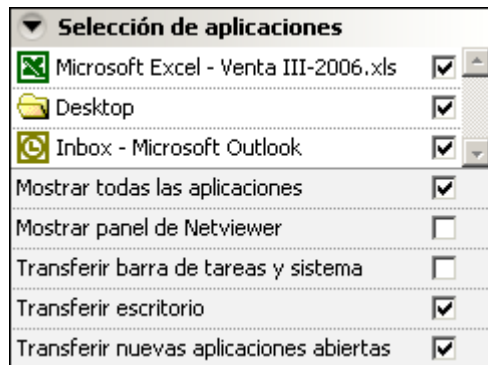 Selección de aplicaciones
Microsoft Excel - Venta III-2006.xls
Desktop
Inbox - Microsoft Outlook
Mostrar todas las aplicaciones
Mostrar panel de Netviewer
Transferir barra de tareas y sistema
Transferir escritorio
Transferir nuevas aplicaciones abiertas